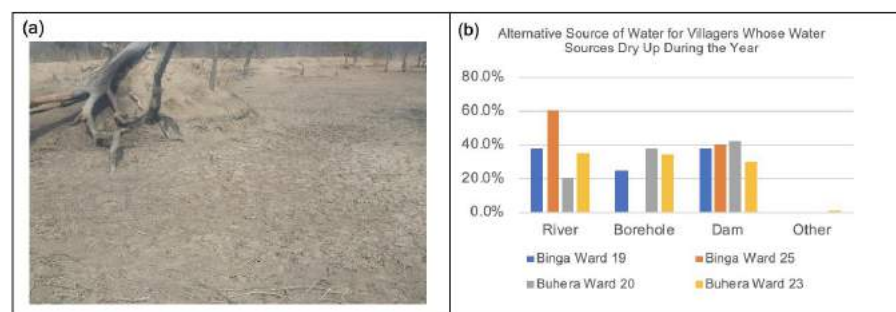 (a)
(b)
Alternative Source of Water for Villagers Whose Water
Sources Dry Up During the Year
80.0%
60.0%
40.0%
20.0%
0.0%
River Borehole Dam Other
Binga Ward 19 Binga Ward 25
Buhera Ward 20 Buhera Ward 23